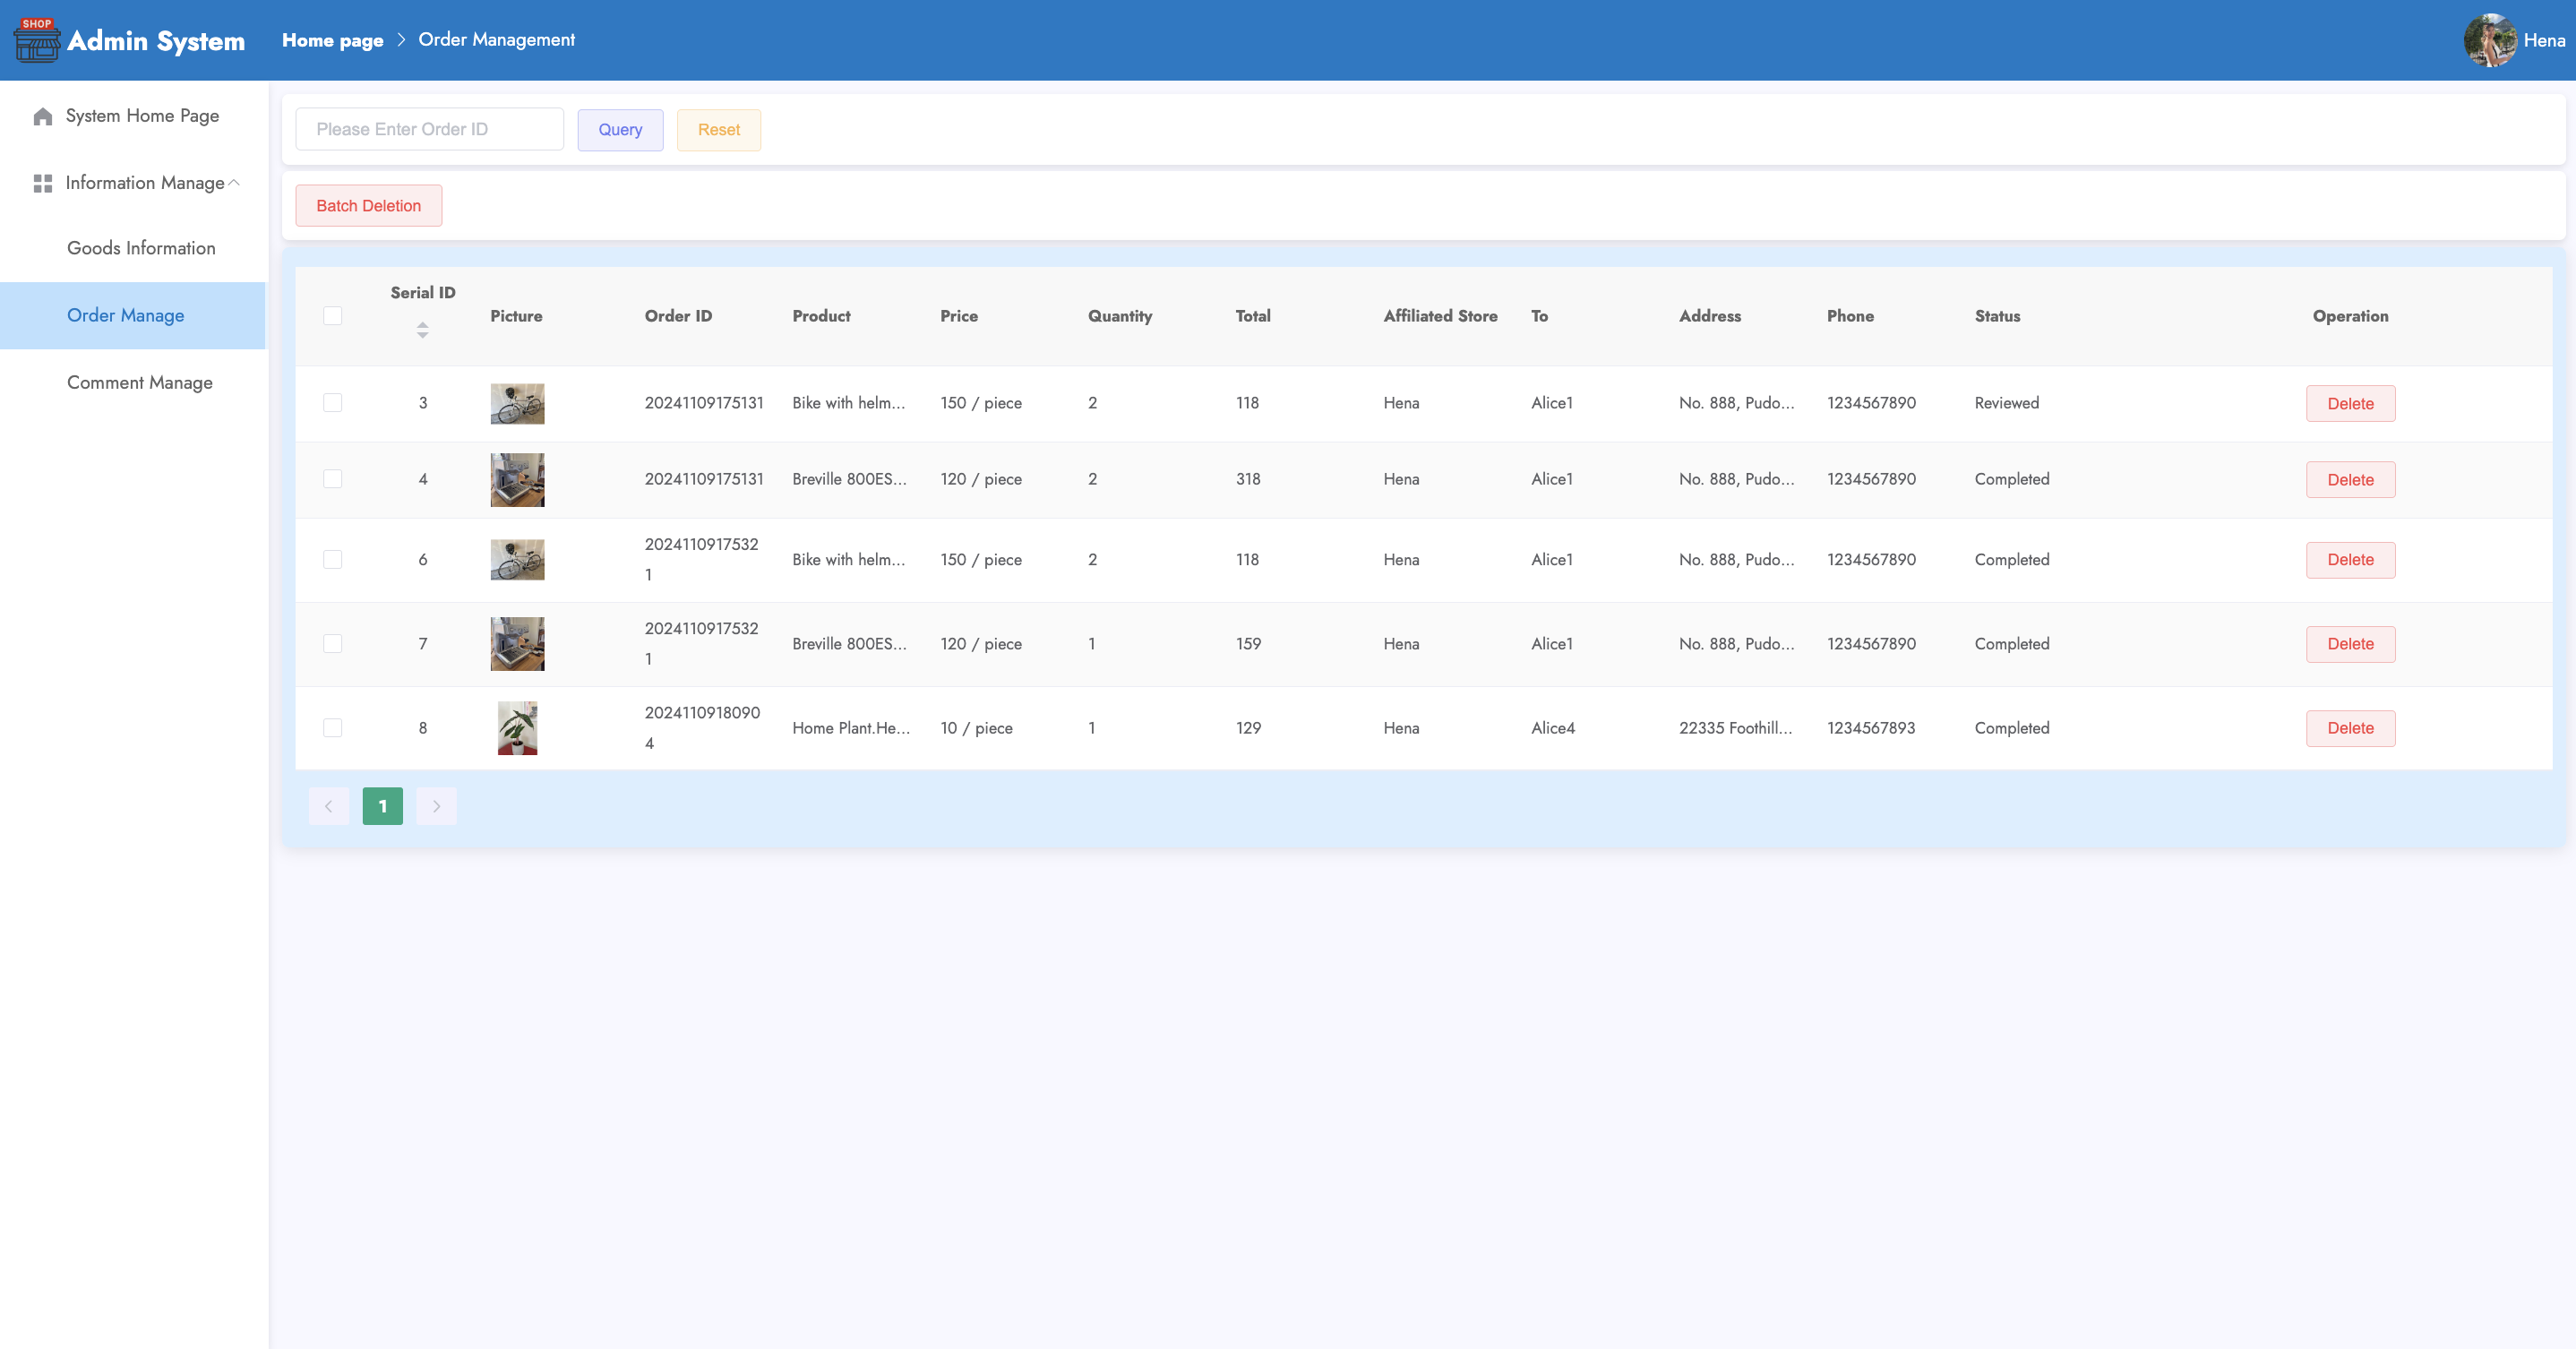 SHOP
Admin System
Home page > Order Management
Hena
System Home Page
Information Manage
Goods Information
Order Manage
Comment Manage
Please Enter Order ID
Query
Reset
Batch Deletion
Serial ID Picture Order ID Product Price Quantity Total Affiliated Store To Address Phone Status Operation
3 20241109175131 Bike with helm... 150 / piece 2 118 Hena Alice1 No. 888, Pudo... 1234567890 Reviewed Delete
4 20241109175131 Breville 800ES... 120 / piece 2 318 Hena Alice1 No. 888, Pudo... 1234567890 Completed Delete
6 2024110917532 Bike with helm... 150 / piece 2 118 Hena Alice1 No. 888, Pudo... 1234567890 Completed Delete
1
7 2024110917532 Breville 800ES... 120 / piece 1 159 Hena Alice1 No. 888, Pudo... 1234567890 Completed Delete
1
8 2024110918090 Home Plant.He... 10 / piece 1 129 Hena Alice4 22335 Foothill... 1234567893 Completed Delete
4
1